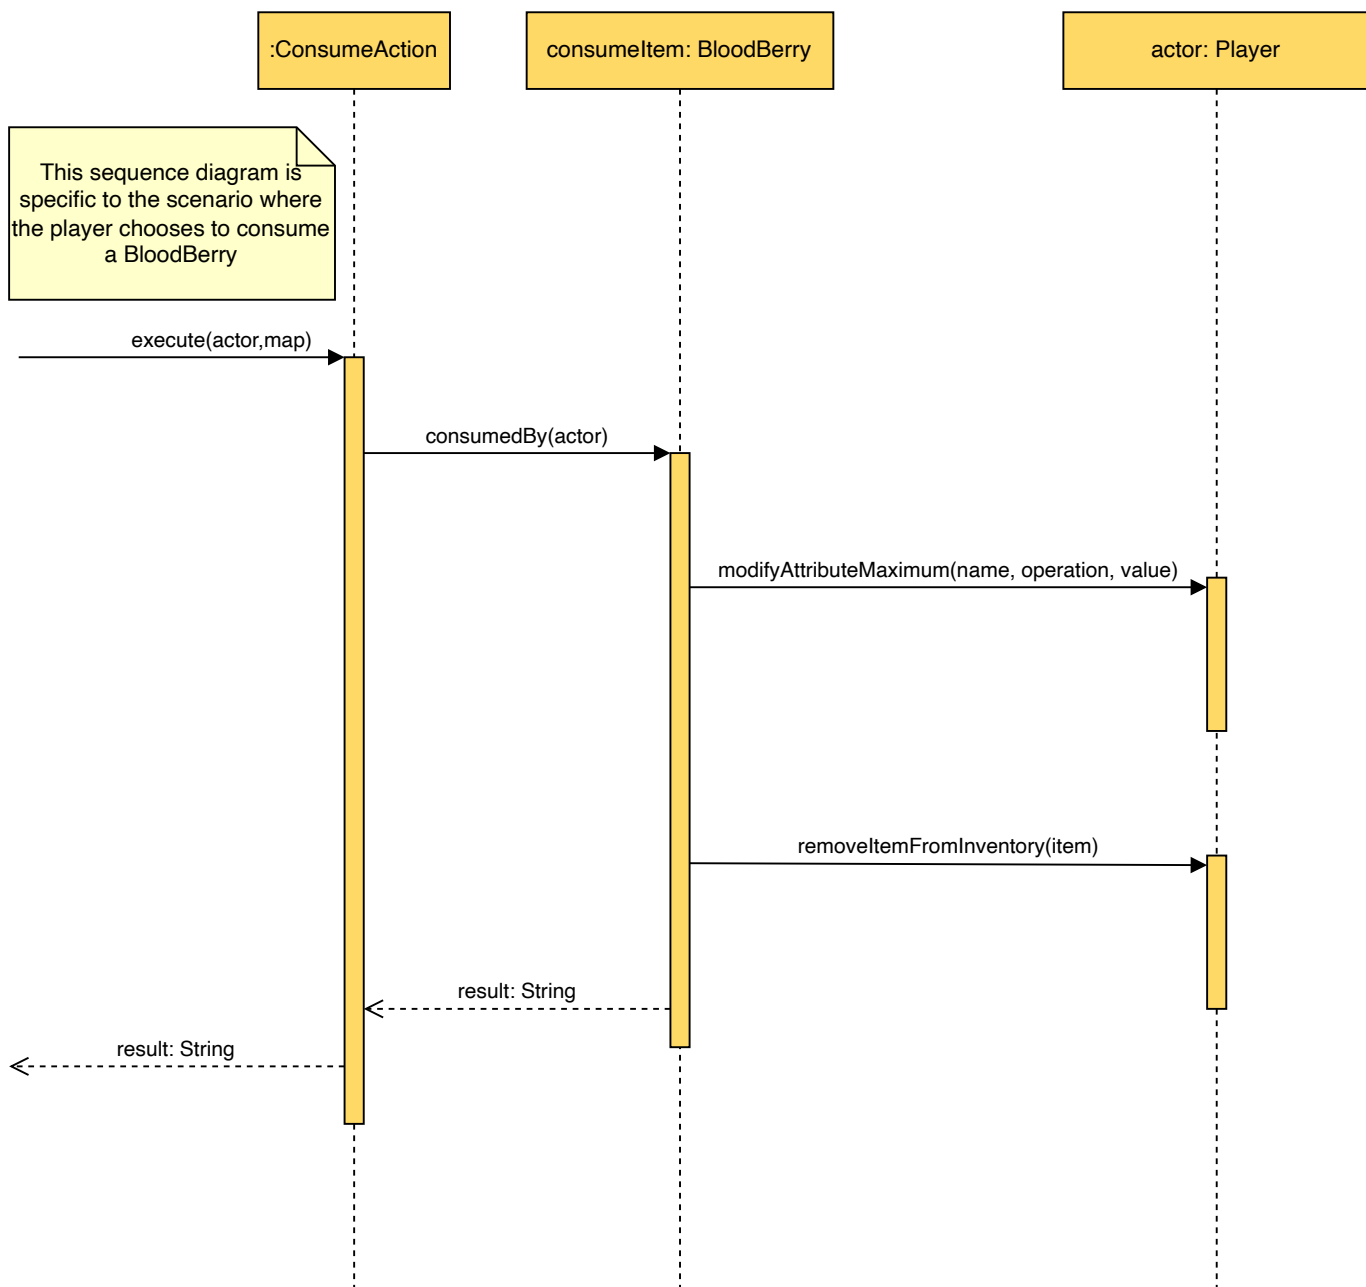 :ConsumeAction
consumeItem: BloodBerry
actor: Player
This sequence diagram is
specific to the scenario where
the player chooses to consume
a BloodBerry
execute(actor,map)
consumedBy(actor)
modifyAttributeMaximum(name, operation, value)
removeItemFromInventory(item)
result: String
result: String